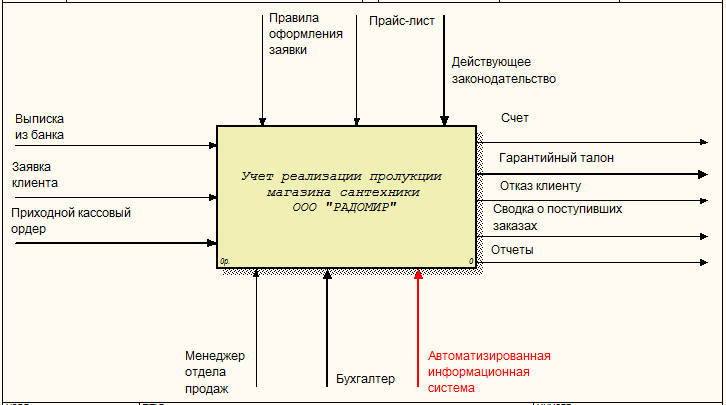 Правила
оформления
заявки
Прайс-лист
Действующее
законодательство
Выписка
из банка
Заявка
клиента
Приходной кассовый
ордер
Учет реализации пролукции
магазина сантехники
ООО "РАДОМИР"
0р.
0
Счет
Гарантийный талон
Отказ клиенту
Сводка о поступивших
заказах
Отчеты
Менеджер
отдела
продаж
Бухгалтер
Автоматизированная
информационная
система